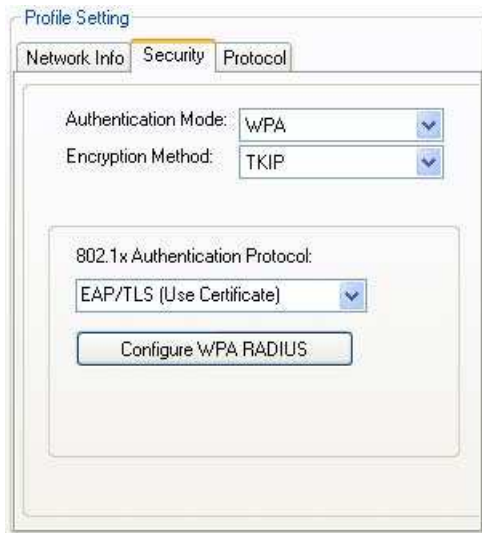 Profile Setting
Network Info Security Protocol
Authentication Mode: WPA
Encryption Method: TKIP
802.1x Authentication Protocol:
EAP/TLS (Use Certificate)
Configure WPA RADIUS